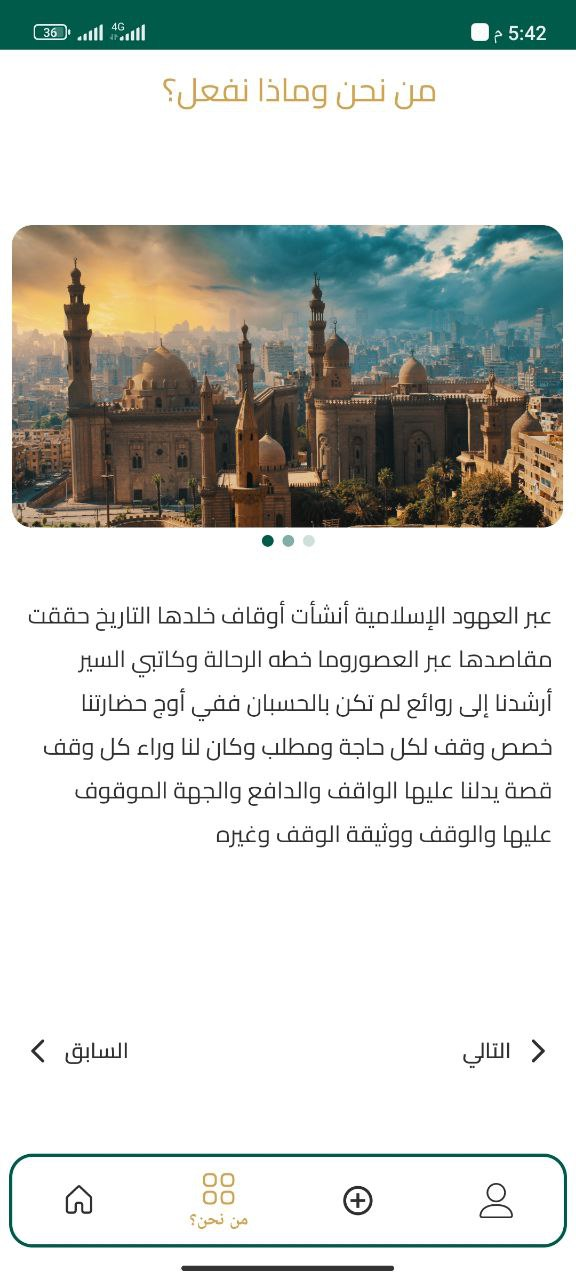 36
4G
5:42 م
من نحن وماذا نفعل؟
عبر العهود الإسلامية أنشأت أوقاف خلدها التاريخ حققت
مقاصدها عبر العصوروما خطه الرحالة وكاتبي السير
أرشدنا إلى روائع لم تكن بالحسبان ففي أوج حضارتنا
خصص وقف لكل حاجة ومطلب وكان لنا وراء كل وقف
قصة يدلنا عليها الواقف والدافع والجهة الموقوف
عليها والوقف ووثيقة الوقف وغيره
التالي
السابق
من نحن؟